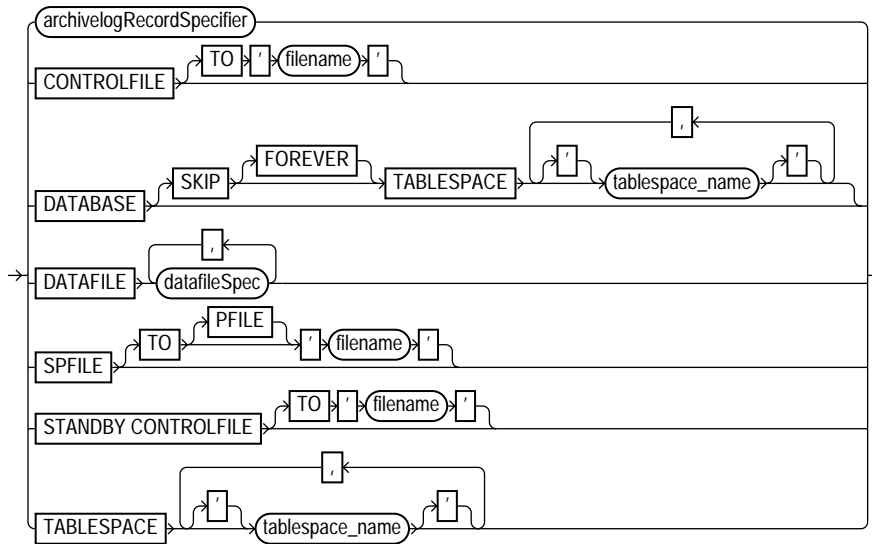 archivelogRecordSpecifier
TO ' filename '
CONTROLFILE
,
FOREVER ' '
SKIP TABLESPACE tablespace_name
DATABASE
,
DATAFILE datafileSpec
PFILE
TO ' filename '
SPFILE
TO ' filename '
STANDBY CONTROLFILE
,
' '
TABLESPACE tablespace_name